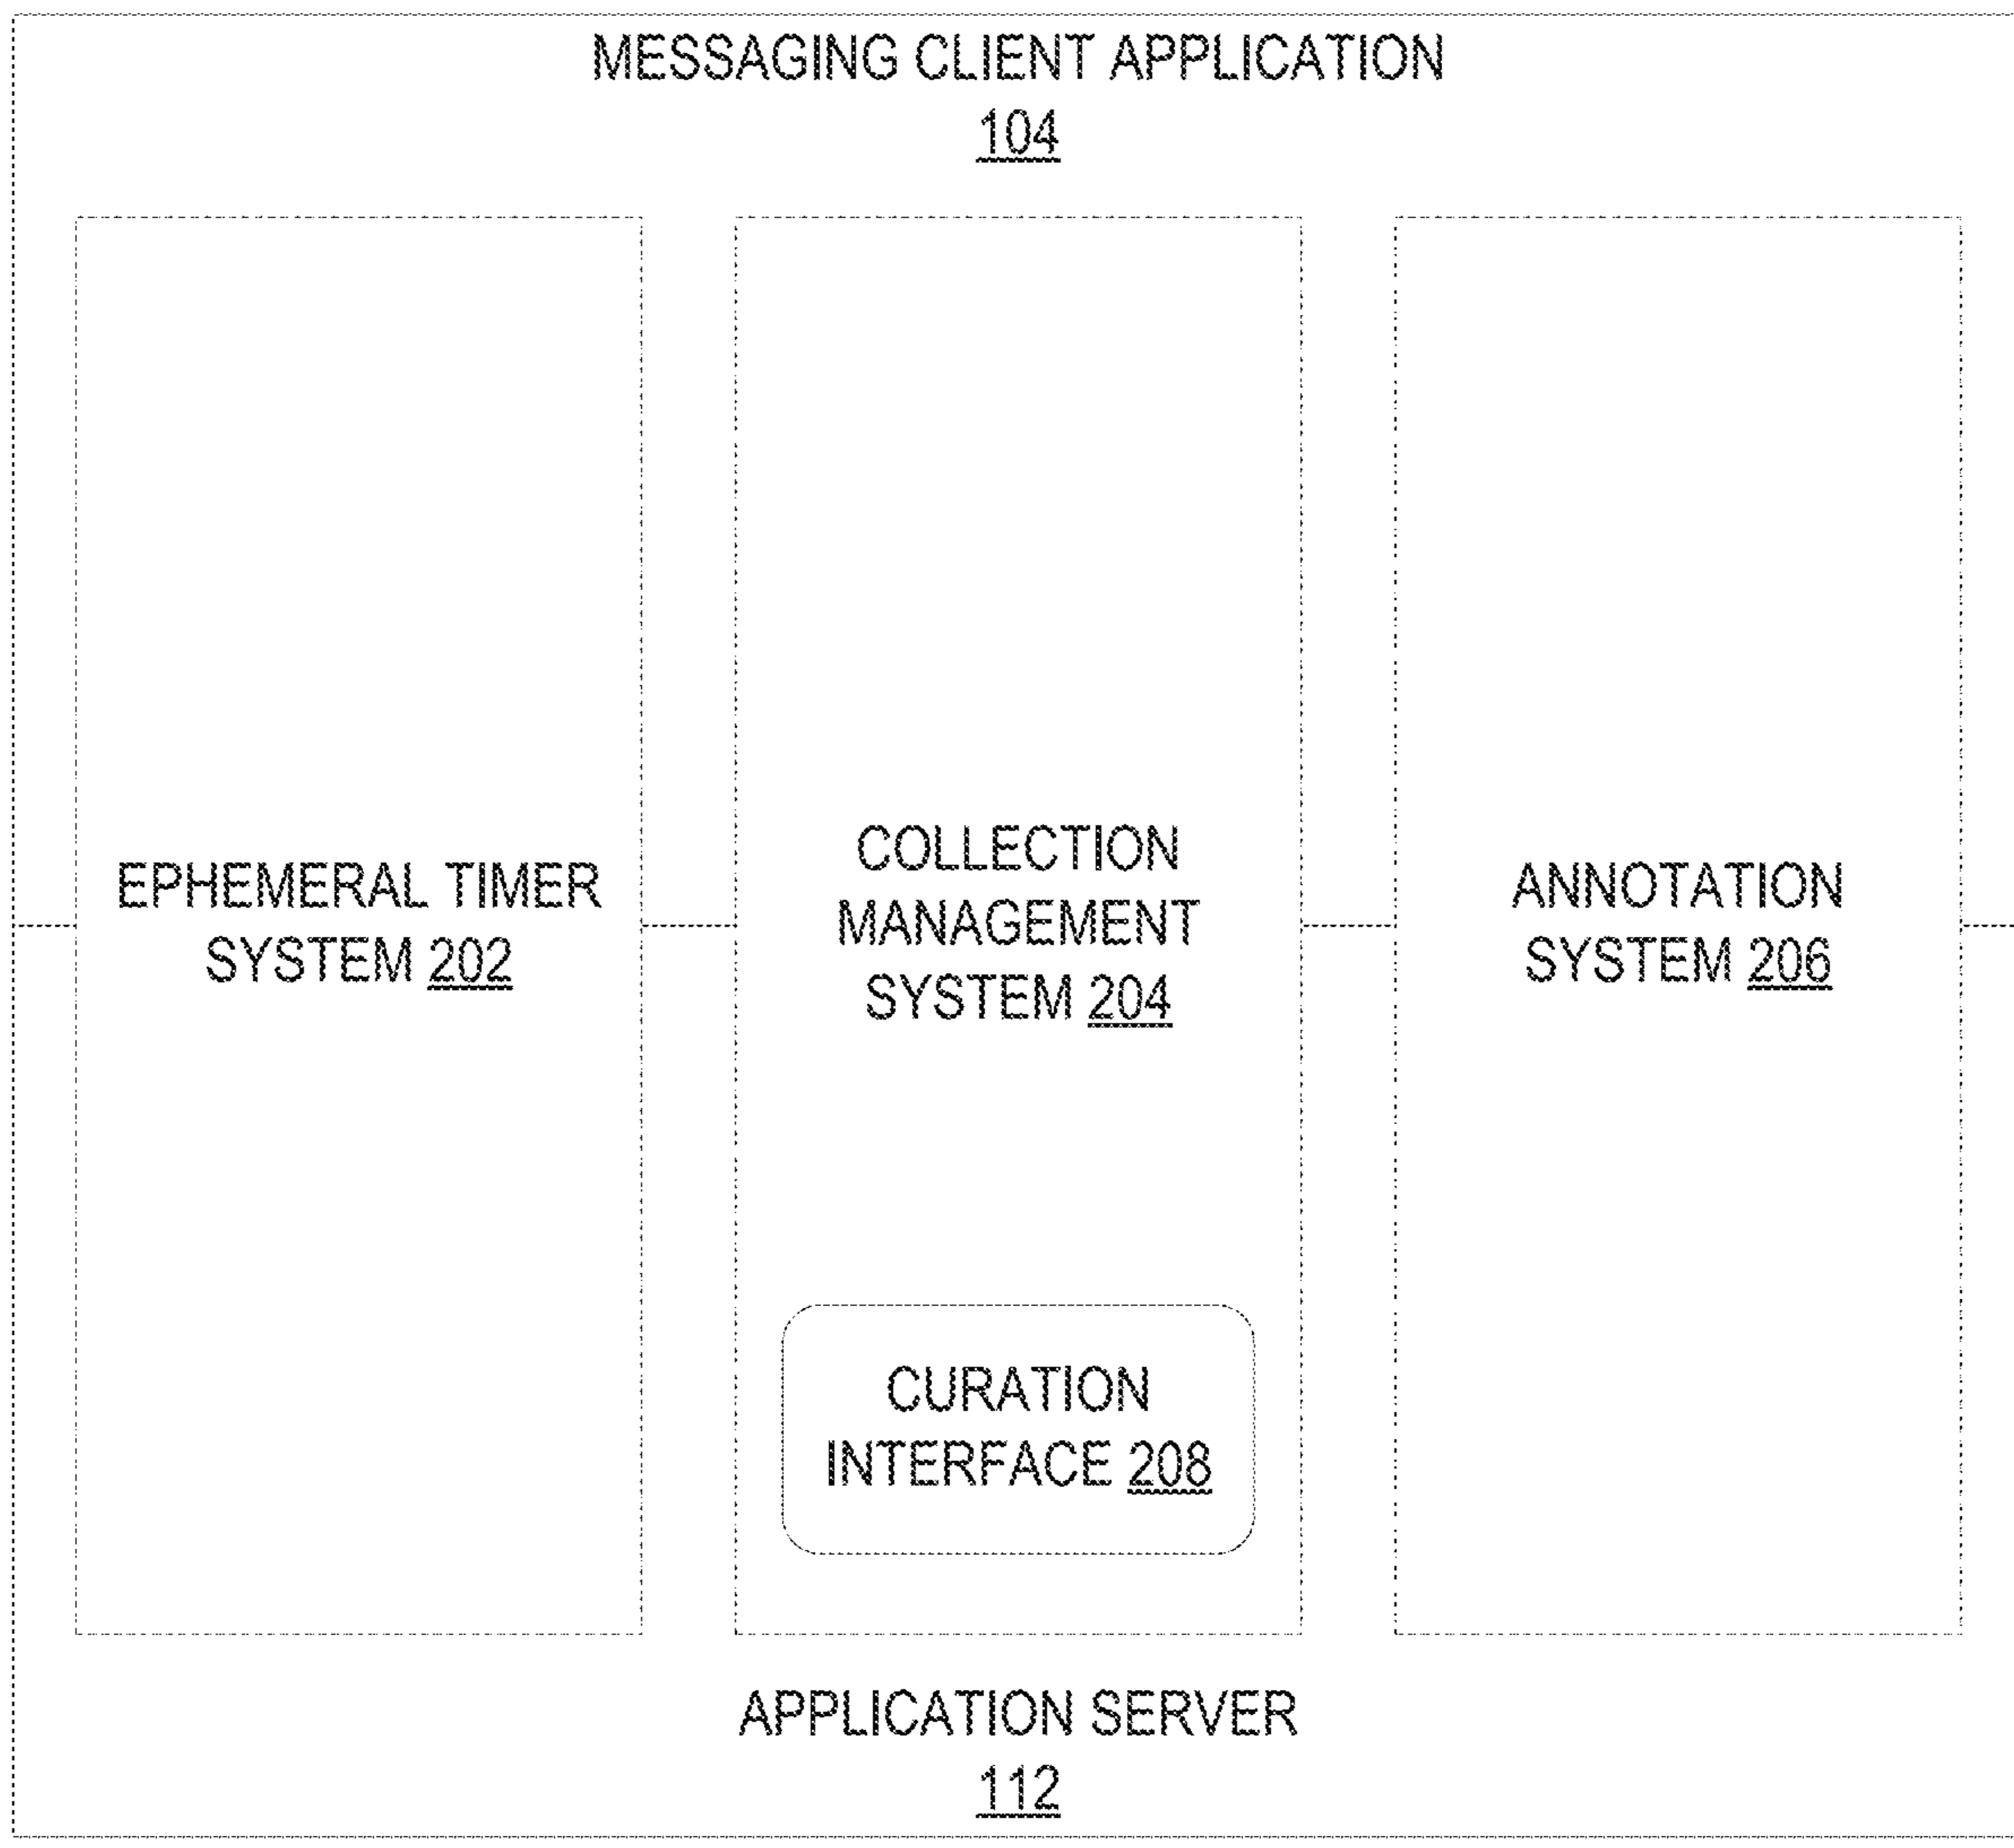 MESSAGING CLIENT APPLICATION
104
EPHEMERAL TIMER
SYSTEM 202
COLLECTION
MANAGEMENT
SYSTEM 204
ANNOTATION
SYSTEM 206
CURATION
INTERFACE 208
APPLICATION SERVER
112